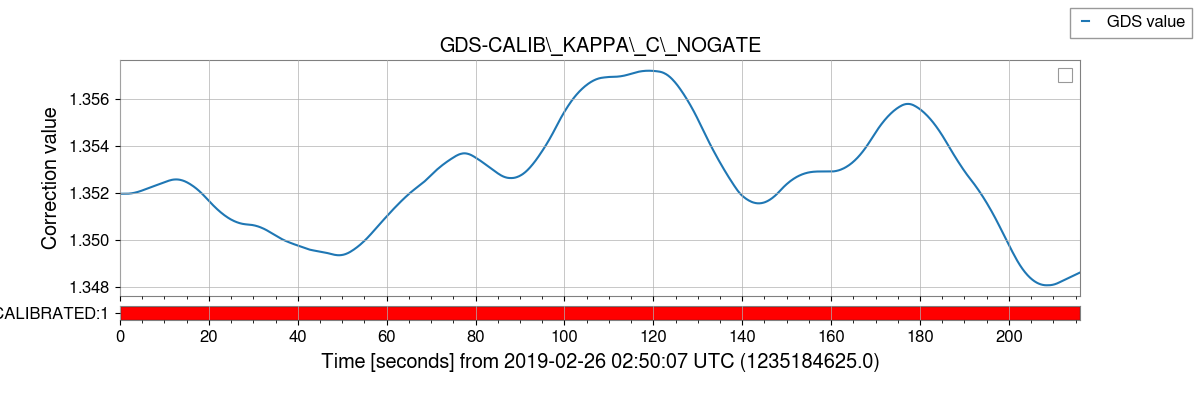 GDS value
GDS-CALIB\_KAPPA\_C\_NOGATE
Correction value
1.356
1.354
1.352
1.350
1.348
CALIBRATED:1
0 20 40 60 80 100 120 140 160 180 200
Time [seconds] from 2019-02-26 02:50:07 UTC (1235184625.0)